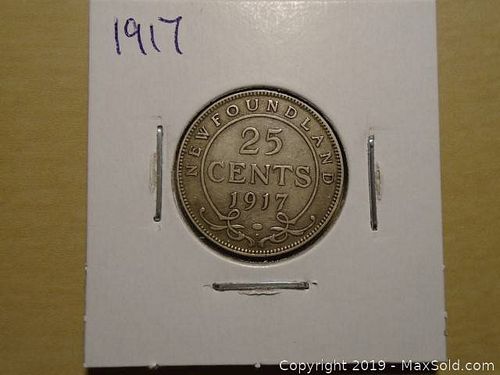 1917
NEWFOUNDLAND
25
CENTS
1917
Copyright © 2019 - MaxSold.com